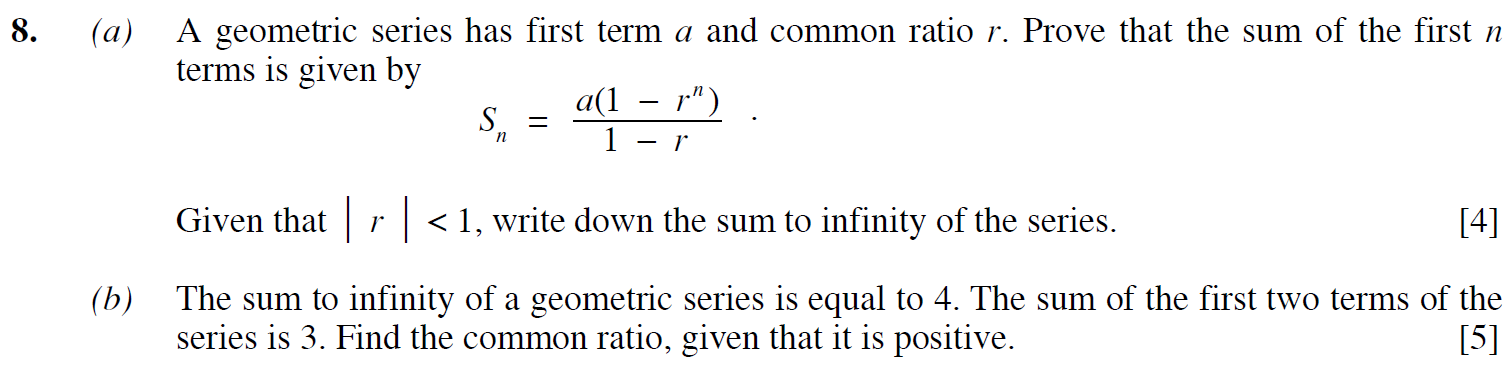 8. (a) A geometric series has first term a and common ratio r. Prove that the sum of the first n
terms is given by
Sₙ = a(1 − rⁿ) / (1 − r) .
Given that | r | < 1, write down the sum to infinity of the series. [4]
(b) The sum to infinity of a geometric series is equal to 4. The sum of the first two terms of the
series is 3. Find the common ratio, given that it is positive. [5]